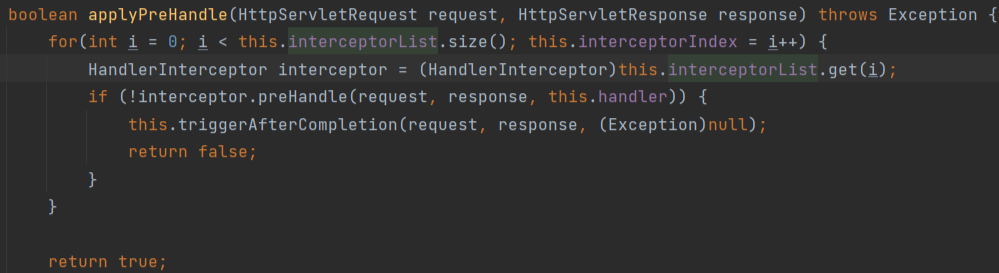 boolean applyPreHandle(HttpServletRequest request, HttpServletResponse response) throws Exception {
    for(int i = 0; i < this.interceptorList.size(); this.interceptorIndex = i++) {
        HandlerInterceptor interceptor = (HandlerInterceptor)this.interceptorList.get(i);
        if (!interceptor.preHandle(request, response, this.handler)) {
            this.triggerAfterCompletion(request, response, (Exception)null);
            return false;
        }
    }

    return true;